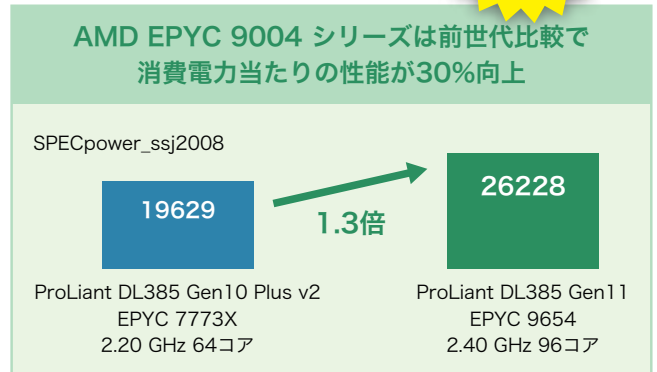 AMD EPYC 9004 シリーズは前世代比較で
消費電力当たりの性能が30%向上
SPECpower_ssj2008
19629
1.3倍
26228
ProLiant DL385 Gen10 Plus v2
EPYC 7773X
2.20 GHz 64コア
ProLiant DL385 Gen11
EPYC 9654
2.40 GHz 96コア